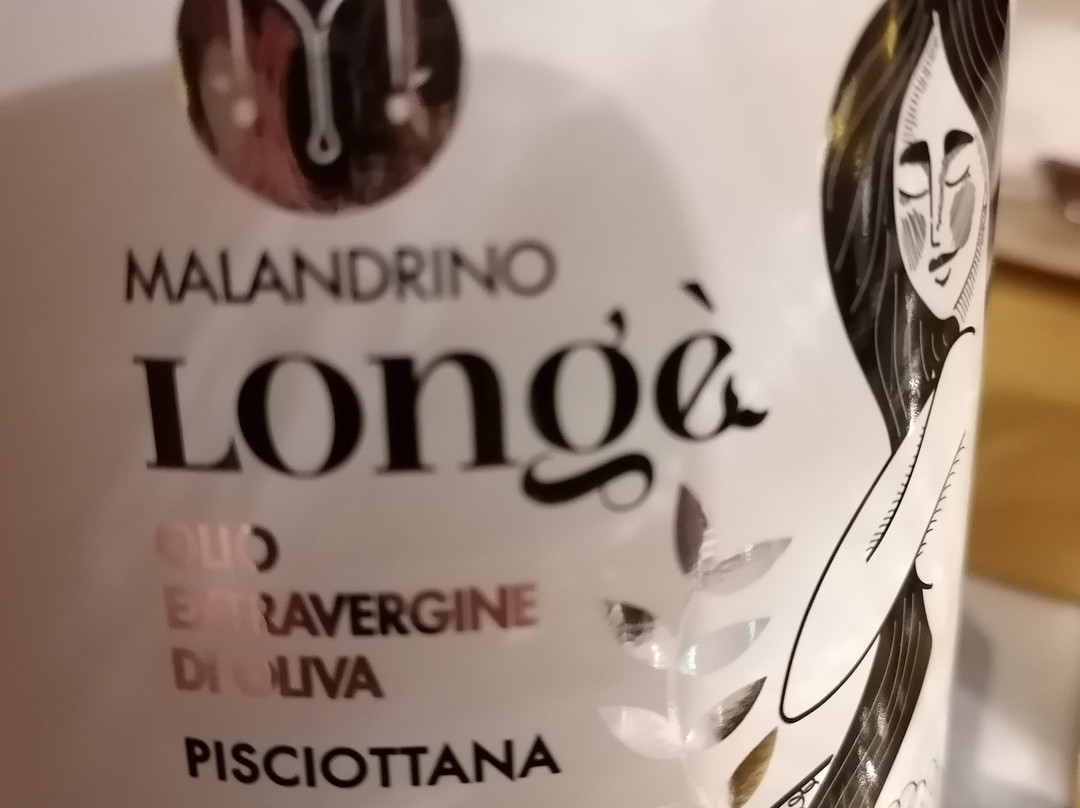 MALANDRINO
Longè
OLIO
EXTRAVERGINE
DI OLIVA
PISCIOTTANA